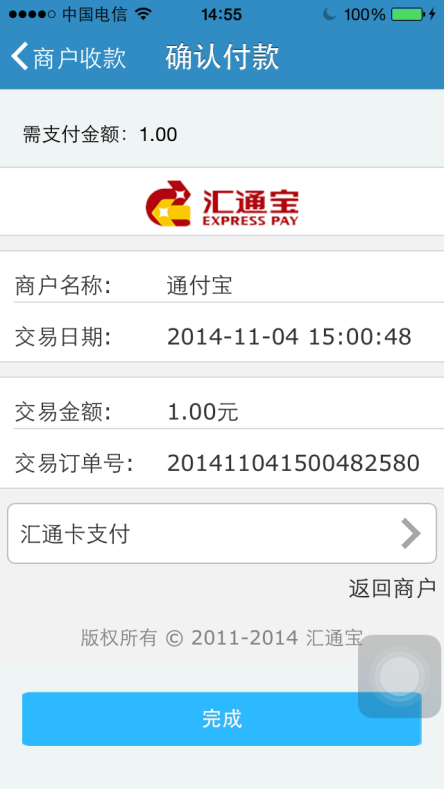 中国电信 14:55 100%
商户收款 确认付款
需支付金额：1.00
汇通宝
EXPRESS PAY
商户名称: 通付宝
交易日期: 2014-11-04 15:00:48
交易金额: 1.00元
交易订单号: 201411041500482580
汇通卡支付
返回商户
版权所有 © 2011-2014 汇通宝
完成